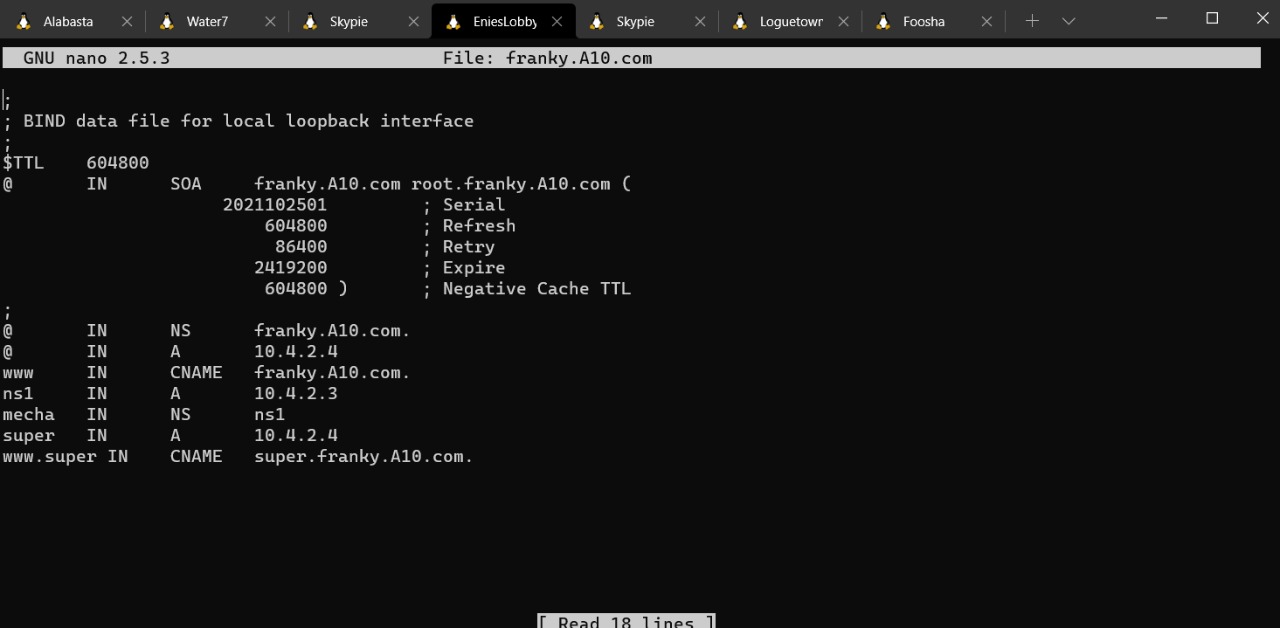 Alabasta Water7 Skypie EniesLobby Skypie Loguetown Foosha
GNU nano 2.5.3 File: franky.A10.com
;
; BIND data file for local loopback interface
;
$TTL 604800
@ IN SOA franky.A10.com root.franky.A10.com (
2021102501 ; Serial
604800 ; Refresh
86400 ; Retry
2419200 ; Expire
604800 ) ; Negative Cache TTL
;
@ IN NS franky.A10.com.
@ IN A 10.4.2.4
www IN CNAME franky.A10.com.
ns1 IN A 10.4.2.3
mecha IN NS ns1
super IN A 10.4.2.4
www.super IN CNAME super.franky.A10.com.
[ Read 18 lines ]